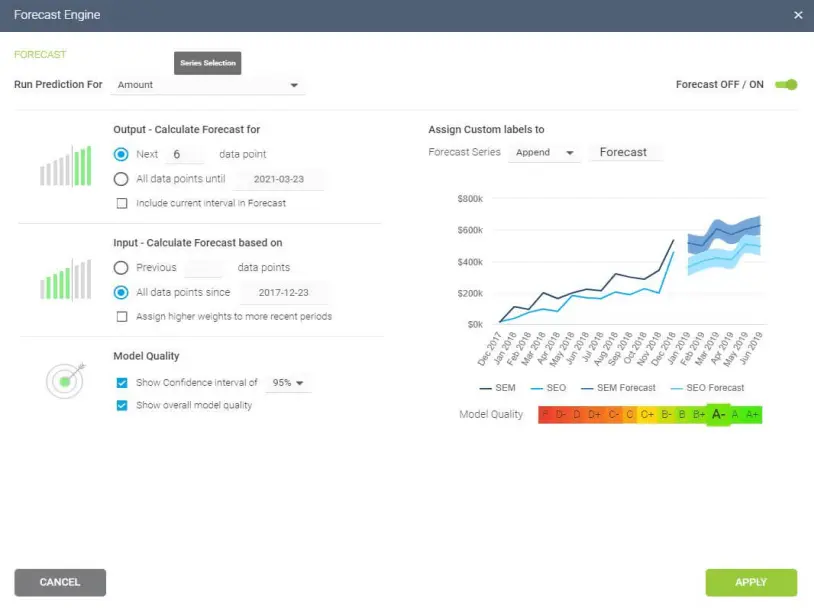 Forecast Engine ×
FORECAST
Series Selection
Run Prediction For Amount
Forecast OFF / ON
Output - Calculate Forecast for
Next 6 data point
All data points until 2021-03-23
Include current interval in Forecast
Input - Calculate Forecast based on
Previous data points
All data points since 2017-12-23
Assign higher weights to more recent periods
Model Quality
Show Confidence interval of 95%
Show overall model quality
Assign Custom labels to
Forecast Series Append Forecast
$800k
$600k
$400k
$200k
$0k
Dec 2017 Jan 2018 Feb 2018 Mar 2018 Apr 2018 May 2018 Jun 2018 Jul 2018 Aug 2018 Sep 2018 Oct 2018 Nov 2018 Dec 2018 Jan 2019 Feb 2019 Mar 2019 Apr 2019 May 2019 Jun 2019
SEM SEO SEM Forecast SEO Forecast
Model Quality F D- D D+ C- C C+ B- B B+ A- A A+
CANCEL
APPLY